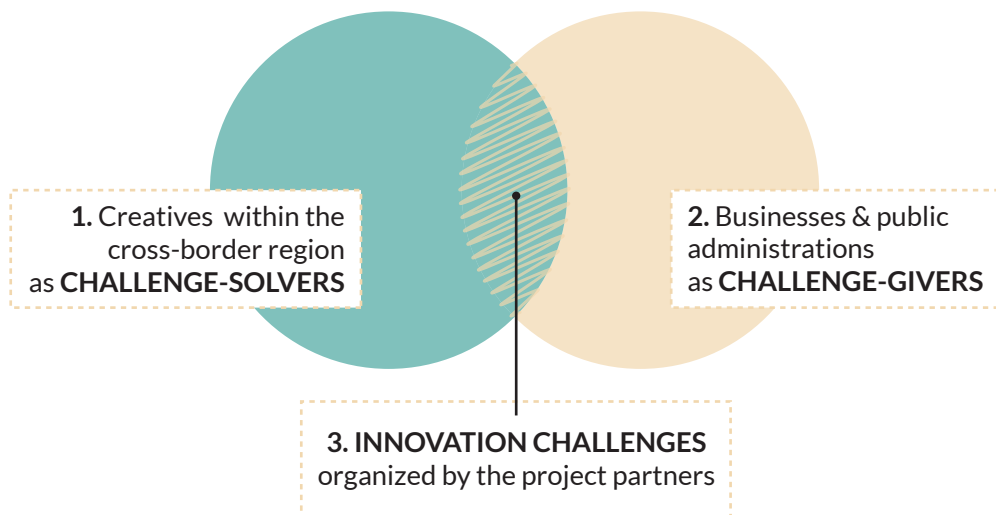 1. Creatives within the
cross-border region
as CHALLENGE-SOLVERS
2. Businesses & public
administrations
as CHALLENGE-GIVERS
3. INNOVATION CHALLENGES
organized by the project partners